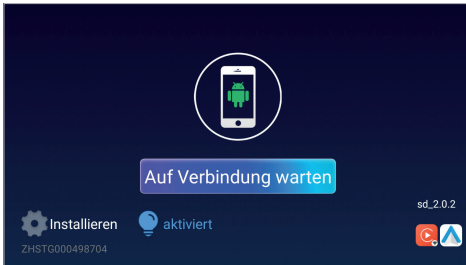 Auf Verbindung warten
sd_2.0.2
Installieren
aktiviert
ZHSTG000498704